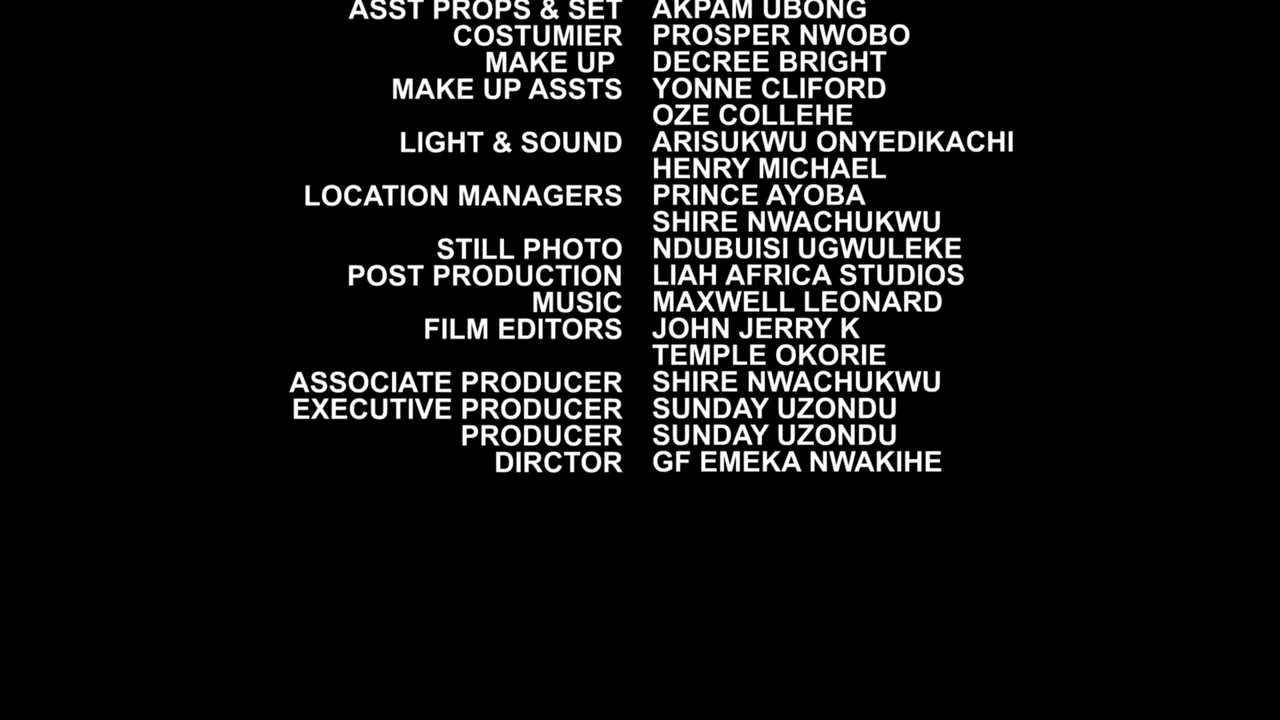 ASST PROPS & SET AKPAM UBONG
COSTUMIER PROSPER NWOBO
MAKE UP DECREE BRIGHT
MAKE UP ASSTS YONNE CLIFORD
OZE COLLEHE
LIGHT & SOUND ARISUKWU ONYEDIKACHI
HENRY MICHAEL
LOCATION MANAGERS PRINCE AYOBA
SHIRE NWACHUKWU
STILL PHOTO NDUBUISI UGWULEKE
POST PRODUCTION LIAH AFRICA STUDIOS
MUSIC MAXWELL LEONARD
FILM EDITORS JOHN JERRY K
TEMPLE OKORIE
ASSOCIATE PRODUCER SHIRE NWACHUKWU
EXECUTIVE PRODUCER SUNDAY UZONDU
PRODUCER SUNDAY UZONDU
DIRCTOR GF EMEKA NWAKIHE